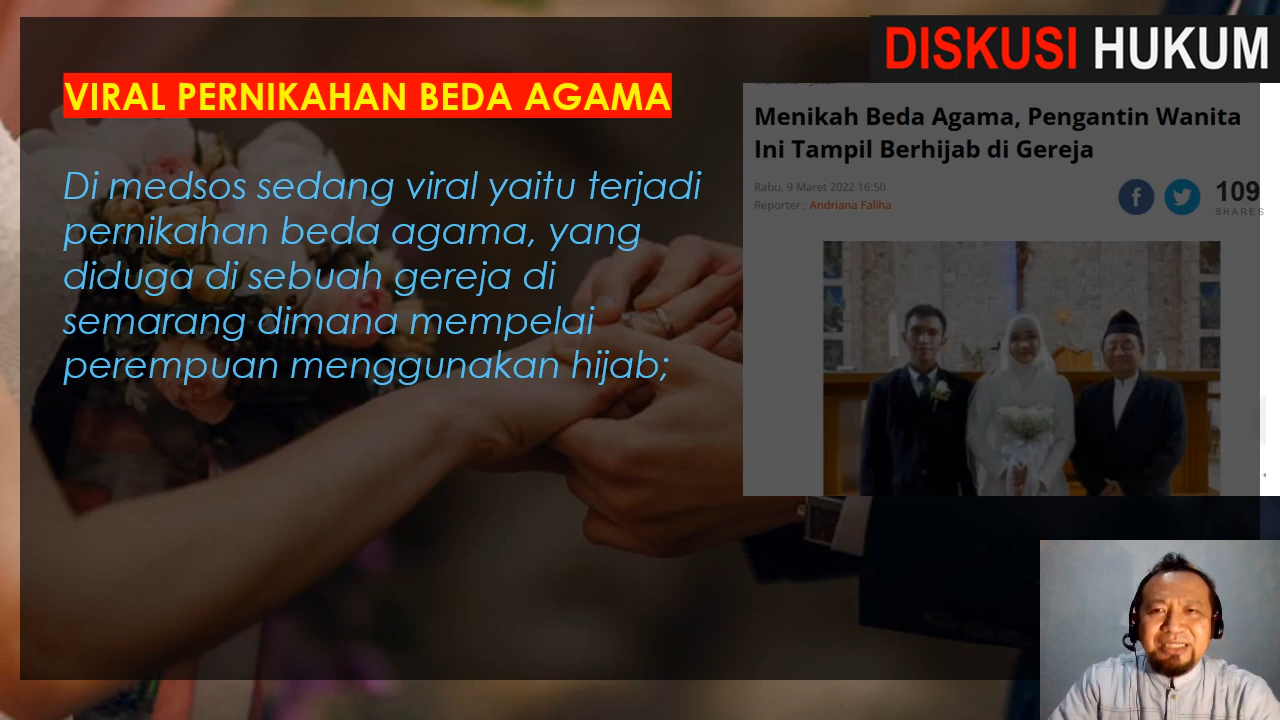 DISKUSI HUKUM
VIRAL PERNIKAHAN BEDA AGAMA
Di medsos sedang viral yaitu terjadi
pernikahan beda agama, yang
diduga di sebuah gereja di
semarang dimana mempelai
perempuan menggunakan hijab;
Menikah Beda Agama, Pengantin Wanita
Ini Tampil Berhijab di Gereja
Rabu, 9 Maret 2022 16:50
Reporter : Andriana Faliha
109
SHARES